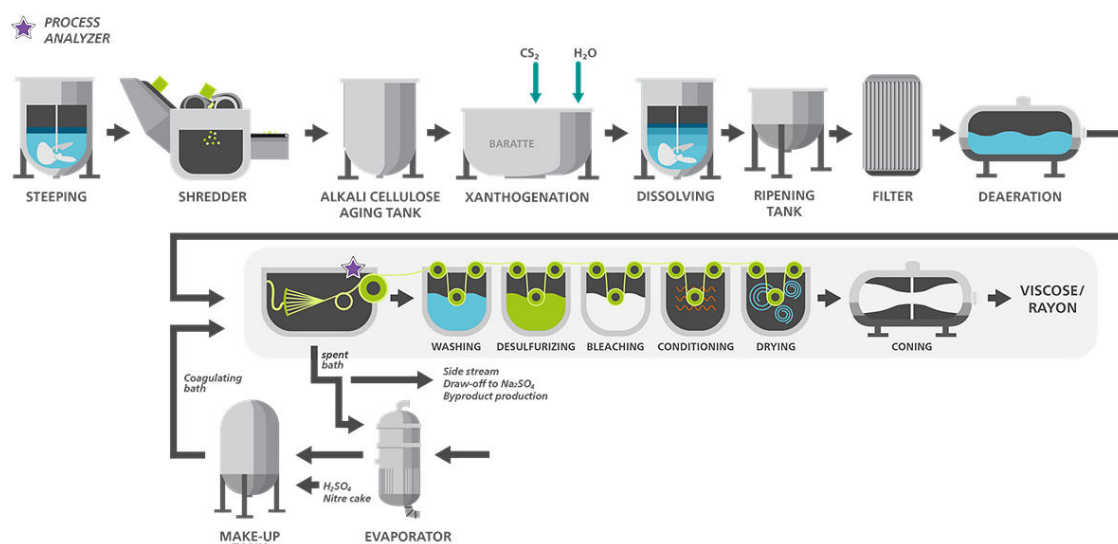 PROCESS
ANALYZER
CS₂
H₂O
BARATTE
STEEPING
SHREDDER
ALKALI CELLULOSE
AGING TANK
XANTHOGENATION
DISSOLVING
RIPENING
TANK
FILTER
DEAERATION
WASHING
DESULFURIZING
BLEACHING
CONDITIONING
DRYING
CONING
VISCOSE/
RAYON
spent
bath
Side stream
Draw-off to Na₂SO₄
Byproduct production
Coagulating
bath
H₂SO₄
Nitre cake
MAKE-UP
EVAPORATOR